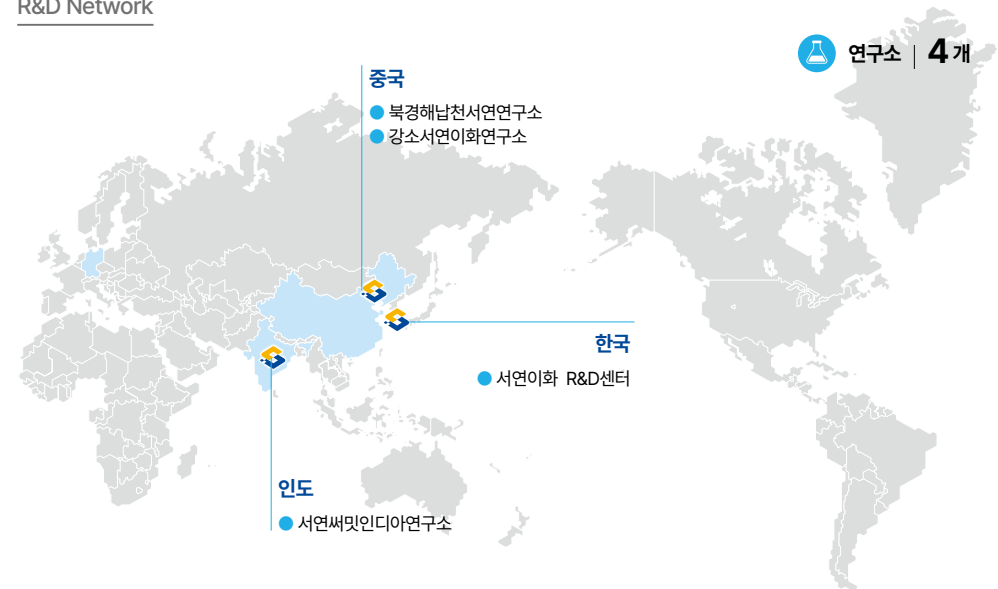 R&D Network
연구소 | 4 개
중국
북경해납천서연연구소
강소서연이화연구소
한국
서연이화 R&D센터
인도
서연써밋인디아연구소